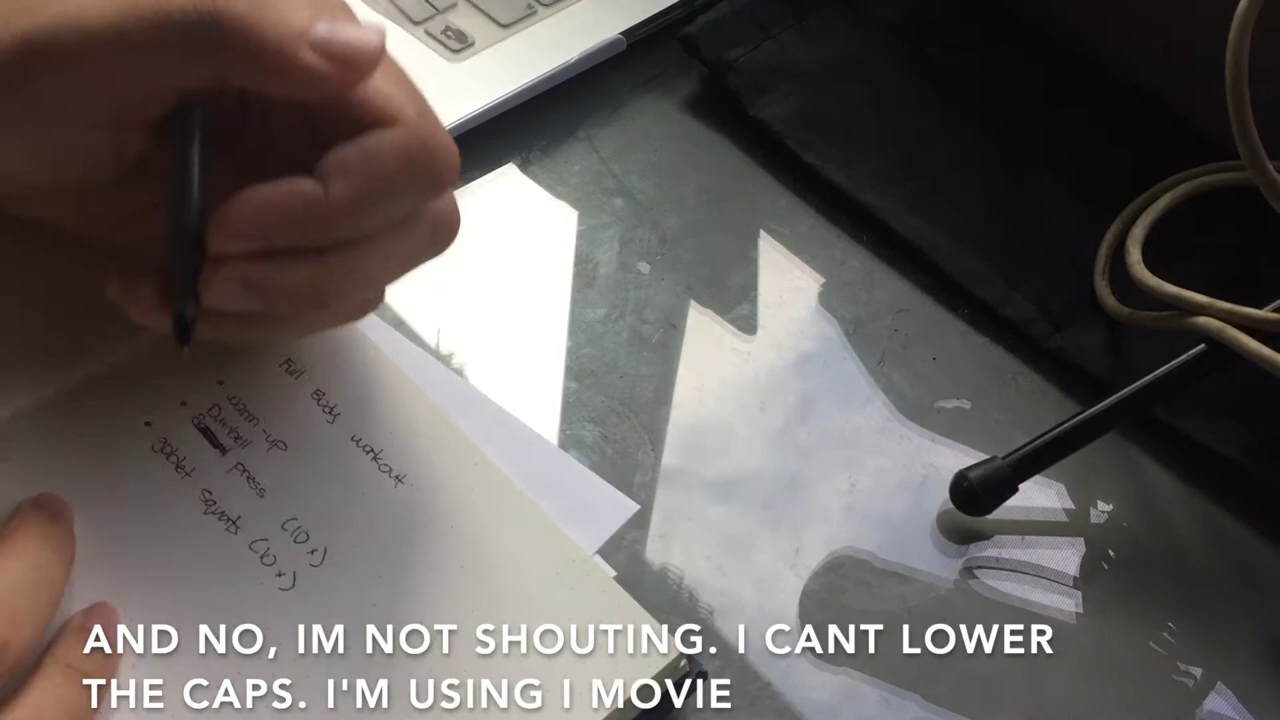 Full Body workout
• warm-up
• Dumbell press (10x)
• goblet squats (10x)
AND NO, IM NOT SHOUTING. I CANT LOWER
THE CAPS. I'M USING I MOVIE